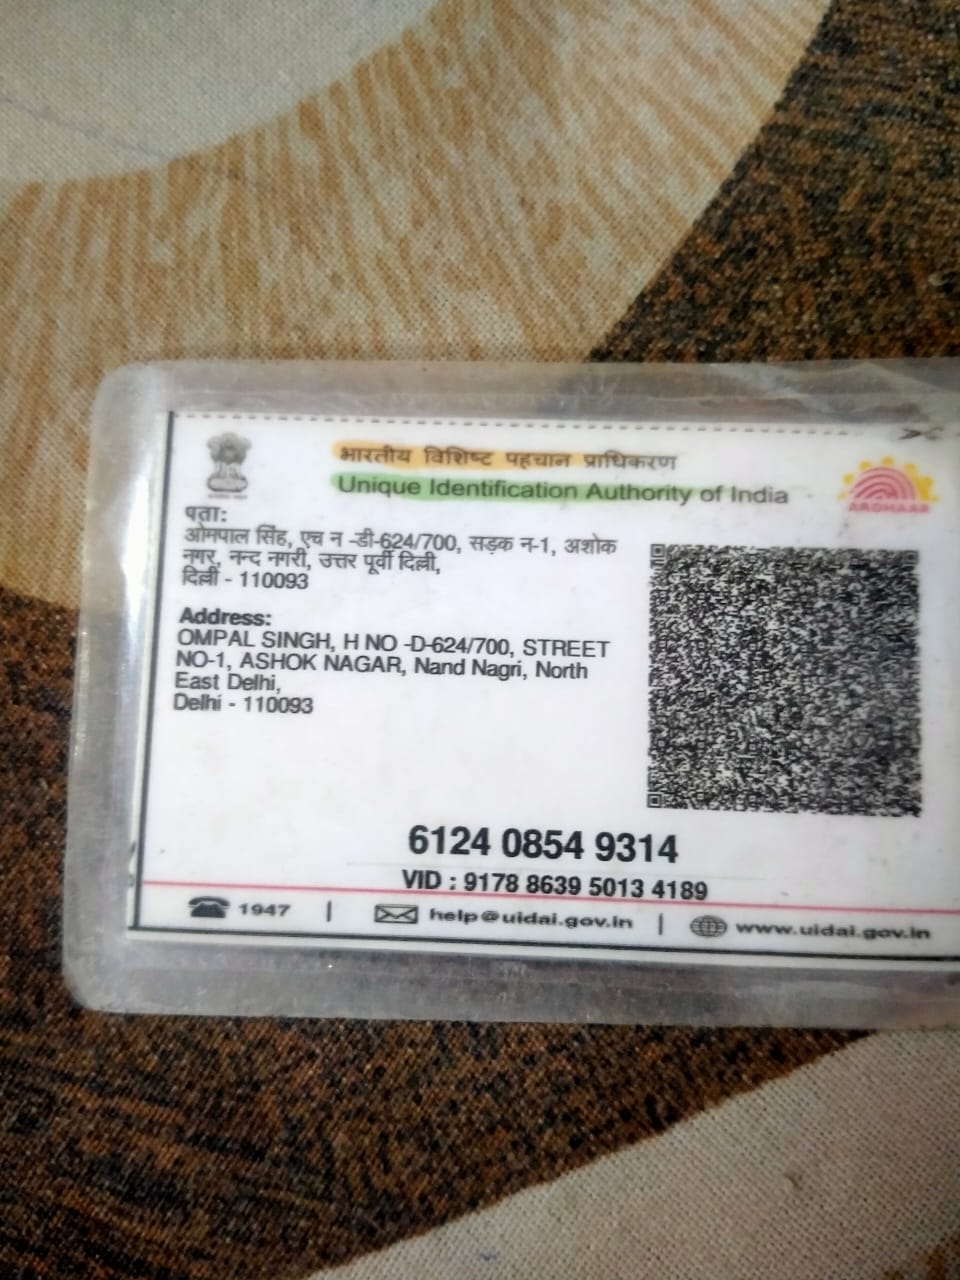 भारतीय विशिष्ट पहचान प्राधिकरण
Unique Identification Authority of India
AADHAAR
पता:
ओमपाल सिंह, एच न -डी-624/700, सड़क न-1, अशोक
नगर, नन्द नगरी, उत्तर पूर्वी दिल्ली,
दिल्ली - 110093
Address:
OMPAL SINGH, H NO -D-624/700, STREET
NO-1, ASHOK NAGAR, Nand Nagri, North
East Delhi,
Delhi - 110093
6124 0854 9314
VID : 9178 8639 5013 4189
1947 | help@uidai.gov.in | www.uidai.gov.in